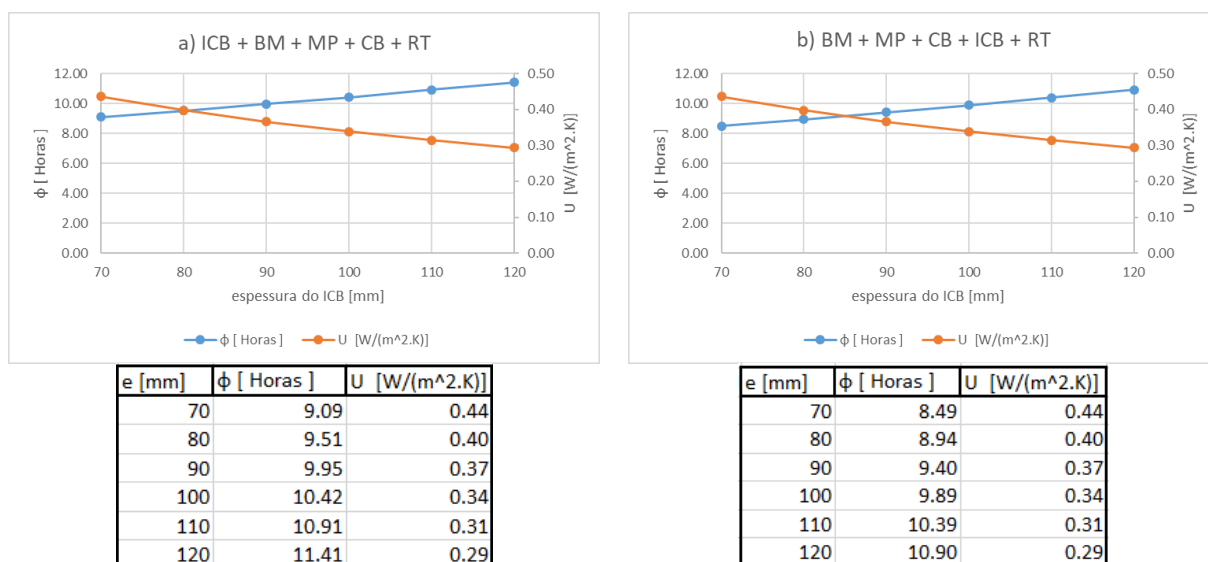 a) ICB + BM + MP + CB + RT
12.00
10.00
8.00
6.00
4.00
2.00
0.00
ϕ [ Horas ]
0.50
0.40
0.30
0.20
0.10
0.00
U [W/(m^2.K)]
70 80 90 100 110 120
espessura do ICB [mm]
ϕ [ Horas ] U [W/(m^2.K)]
e [mm] ϕ [ Horas ] U [W/(m^2.K)]
70 9.09 0.44
80 9.51 0.40
90 9.95 0.37
100 10.42 0.34
110 10.91 0.31
120 11.41 0.29
b) BM + MP + CB + ICB + RT
12.00
10.00
8.00
6.00
4.00
2.00
0.00
ϕ [ Horas ]
0.50
0.40
0.30
0.20
0.10
0.00
U [W/(m^2.K)]
70 80 90 100 110 120
espessura do ICB [mm]
ϕ [ Horas ] U [W/(m^2.K)]
e [mm] ϕ [ Horas ] U [W/(m^2.K)]
70 8.49 0.44
80 8.94 0.40
90 9.40 0.37
100 9.89 0.34
110 10.39 0.31
120 10.90 0.29